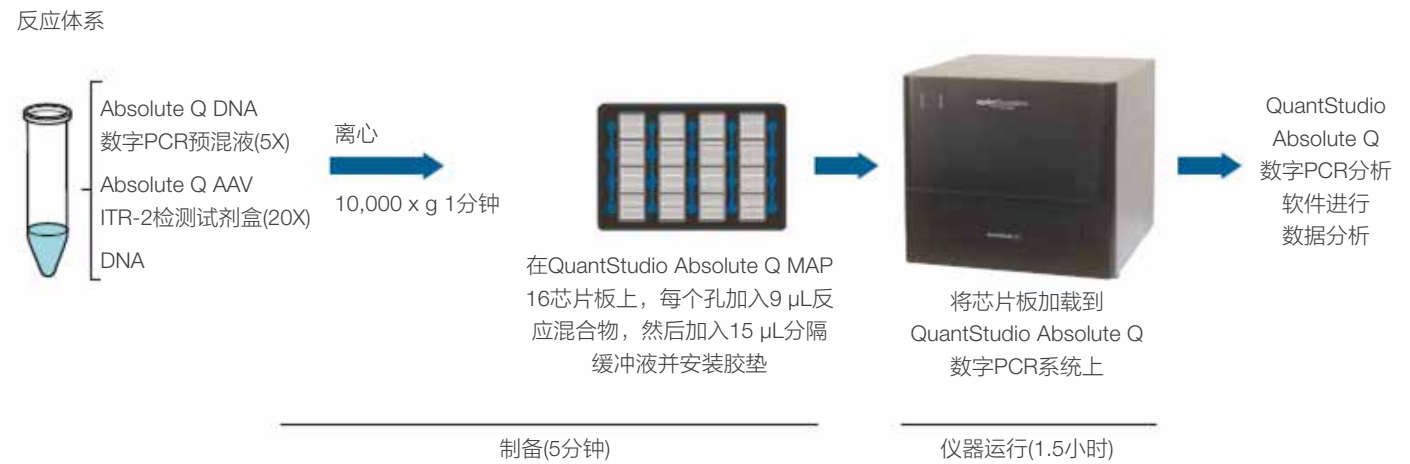 反应体系
Absolute Q DNA
数字PCR预混液(5X)
Absolute Q AAV
ITR-2检测试剂盒(20X)
DNA
离心
10,000 x g 1分钟
在QuantStudio Absolute Q MAP
16芯片板上，每个孔加入9 µL反
应混合物，然后加入15 µL分隔
缓冲液并安装胶垫
将芯片板加载到
QuantStudio Absolute Q
数字PCR系统上
QuantStudio
Absolute Q
数字PCR分析
软件进行
数据分析
制备(5分钟)
仪器运行(1.5小时)